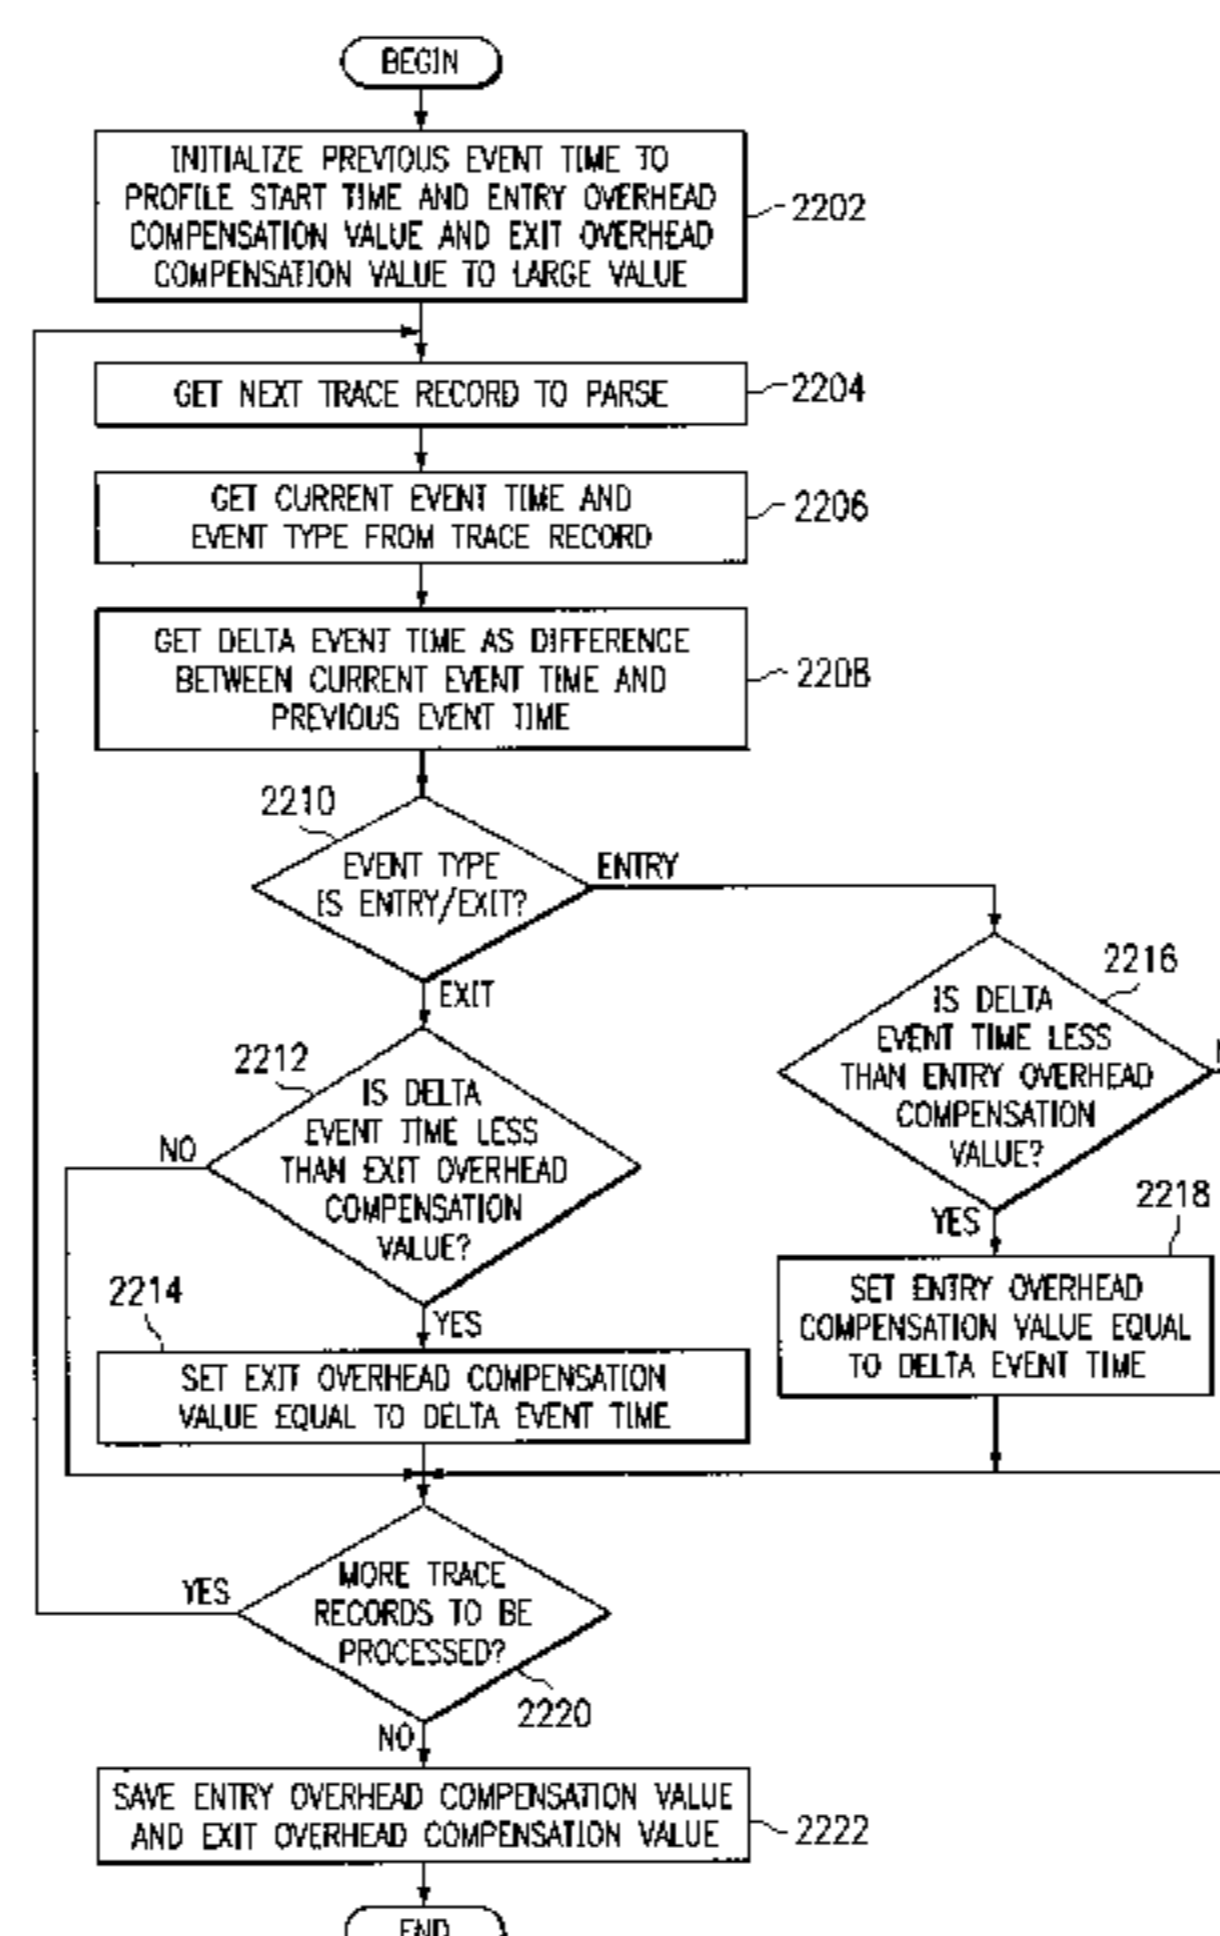 BEGIN
INITIALIZE PREVIOUS EVENT TIME TO
PROFILE START TIME AND ENTRY OVERHEAD
COMPENSATION VALUE AND EXIT OVERHEAD
COMPENSATION VALUE TO LARGE VALUE
2202
GET NEXT TRACE RECORD TO PARSE
2204
GET CURRENT EVENT TIME AND
EVENT TYPE FROM TRACE RECORD
2206
GET DELTA EVENT TIME AS DIFFERENCE
BETWEEN CURRENT EVENT TIME AND
PREVIOUS EVENT TIME
2208
2210
EVENT TYPE
IS ENTRY/EXIT?
ENTRY
EXIT
2216
IS DELTA
EVENT TIME LESS
THAN ENTRY OVERHEAD
COMPENSATION
VALUE?
YES
2212
IS DELTA
EVENT TIME LESS
THAN EXIT OVERHEAD
COMPENSATION
VALUE?
NO
YES
2218
SET ENTRY OVERHEAD
COMPENSATION VALUE EQUAL
TO DELTA EVENT TIME
2214
SET EXIT OVERHEAD COMPENSATION
VALUE EQUAL TO DELTA EVENT TIME
MORE TRACE
RECORDS TO BE
PROCESSED?
YES
2220
NO
SAVE ENTRY OVERHEAD COMPENSATION VALUE
AND EXIT OVERHEAD COMPENSATION VALUE
2222
END